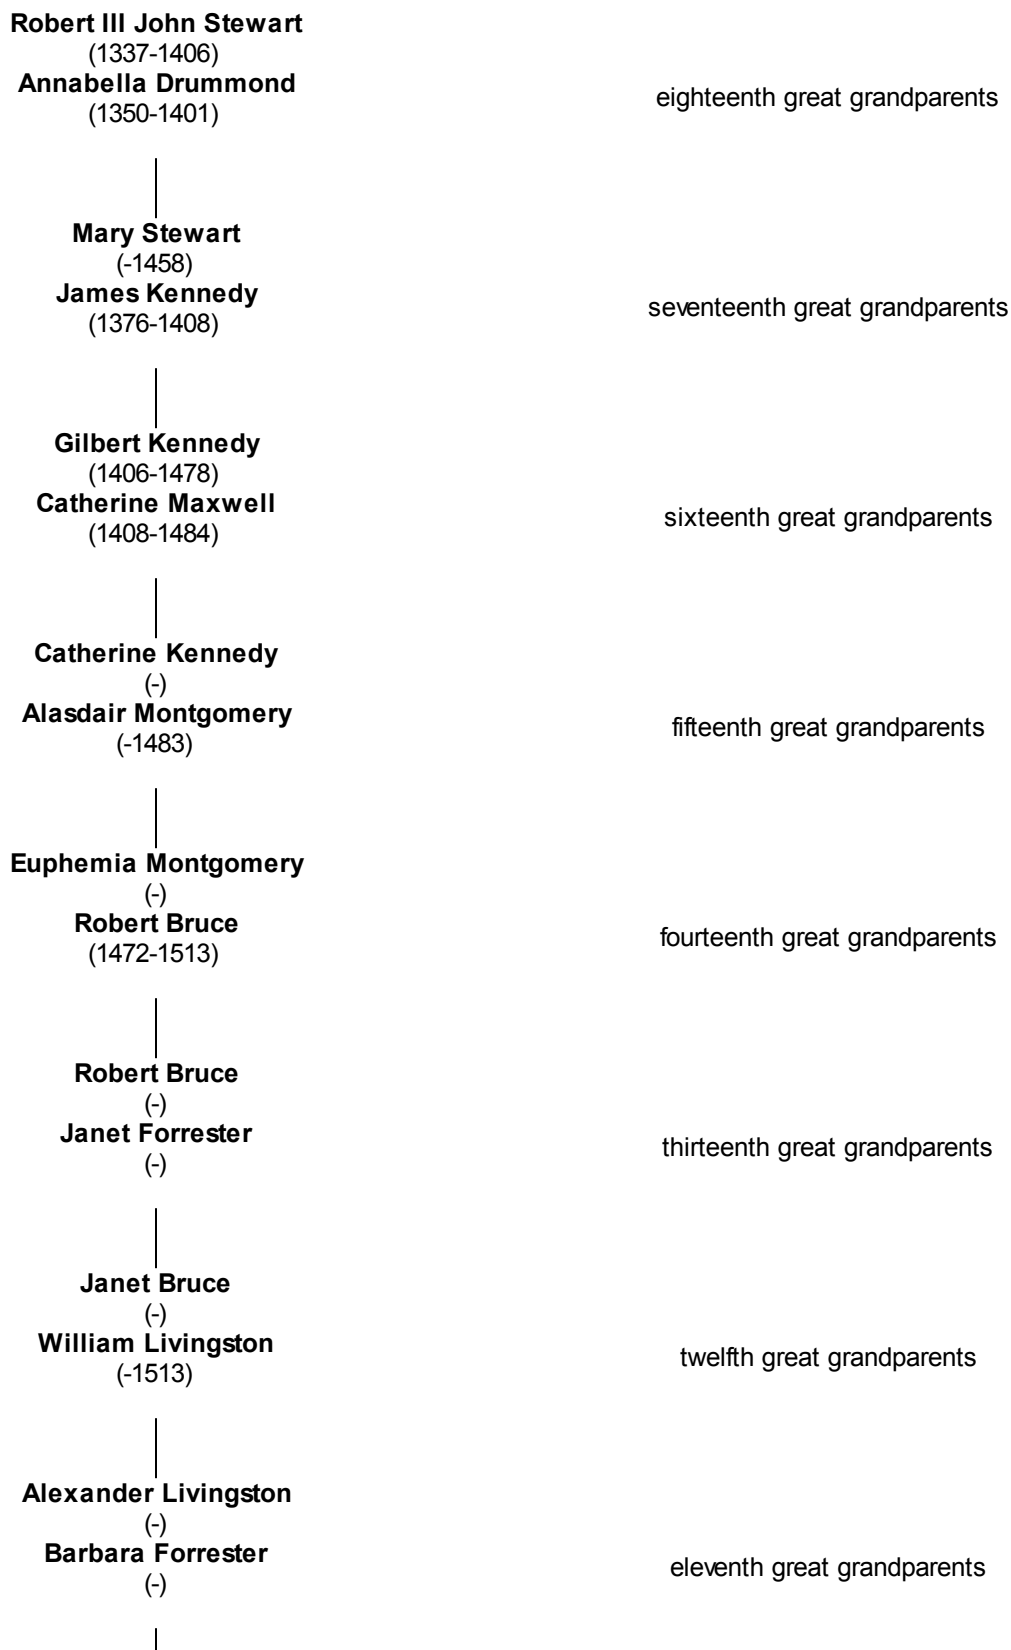 Robert III John Stewart
(1337-1406)
Annabella Drummond
(1350-1401)
eighteenth great grandparents
Mary Stewart
(-1458)
James Kennedy
(1376-1408)
seventeenth great grandparents
Gilbert Kennedy
(1406-1478)
Catherine Maxwell
(1408-1484)
sixteenth great grandparents
Catherine Kennedy
(-)
Alasdair Montgomery
(-1483)
fifteenth great grandparents
Euphemia Montgomery
(-)
Robert Bruce
(1472-1513)
fourteenth great grandparents
Robert Bruce
(-)
Janet Forrester
(-)
thirteenth great grandparents
Janet Bruce
(-)
William Livingston
(-1513)
twelfth great grandparents
Alexander Livingston
(-)
Barbara Forrester
(-)
eleventh great grandparents